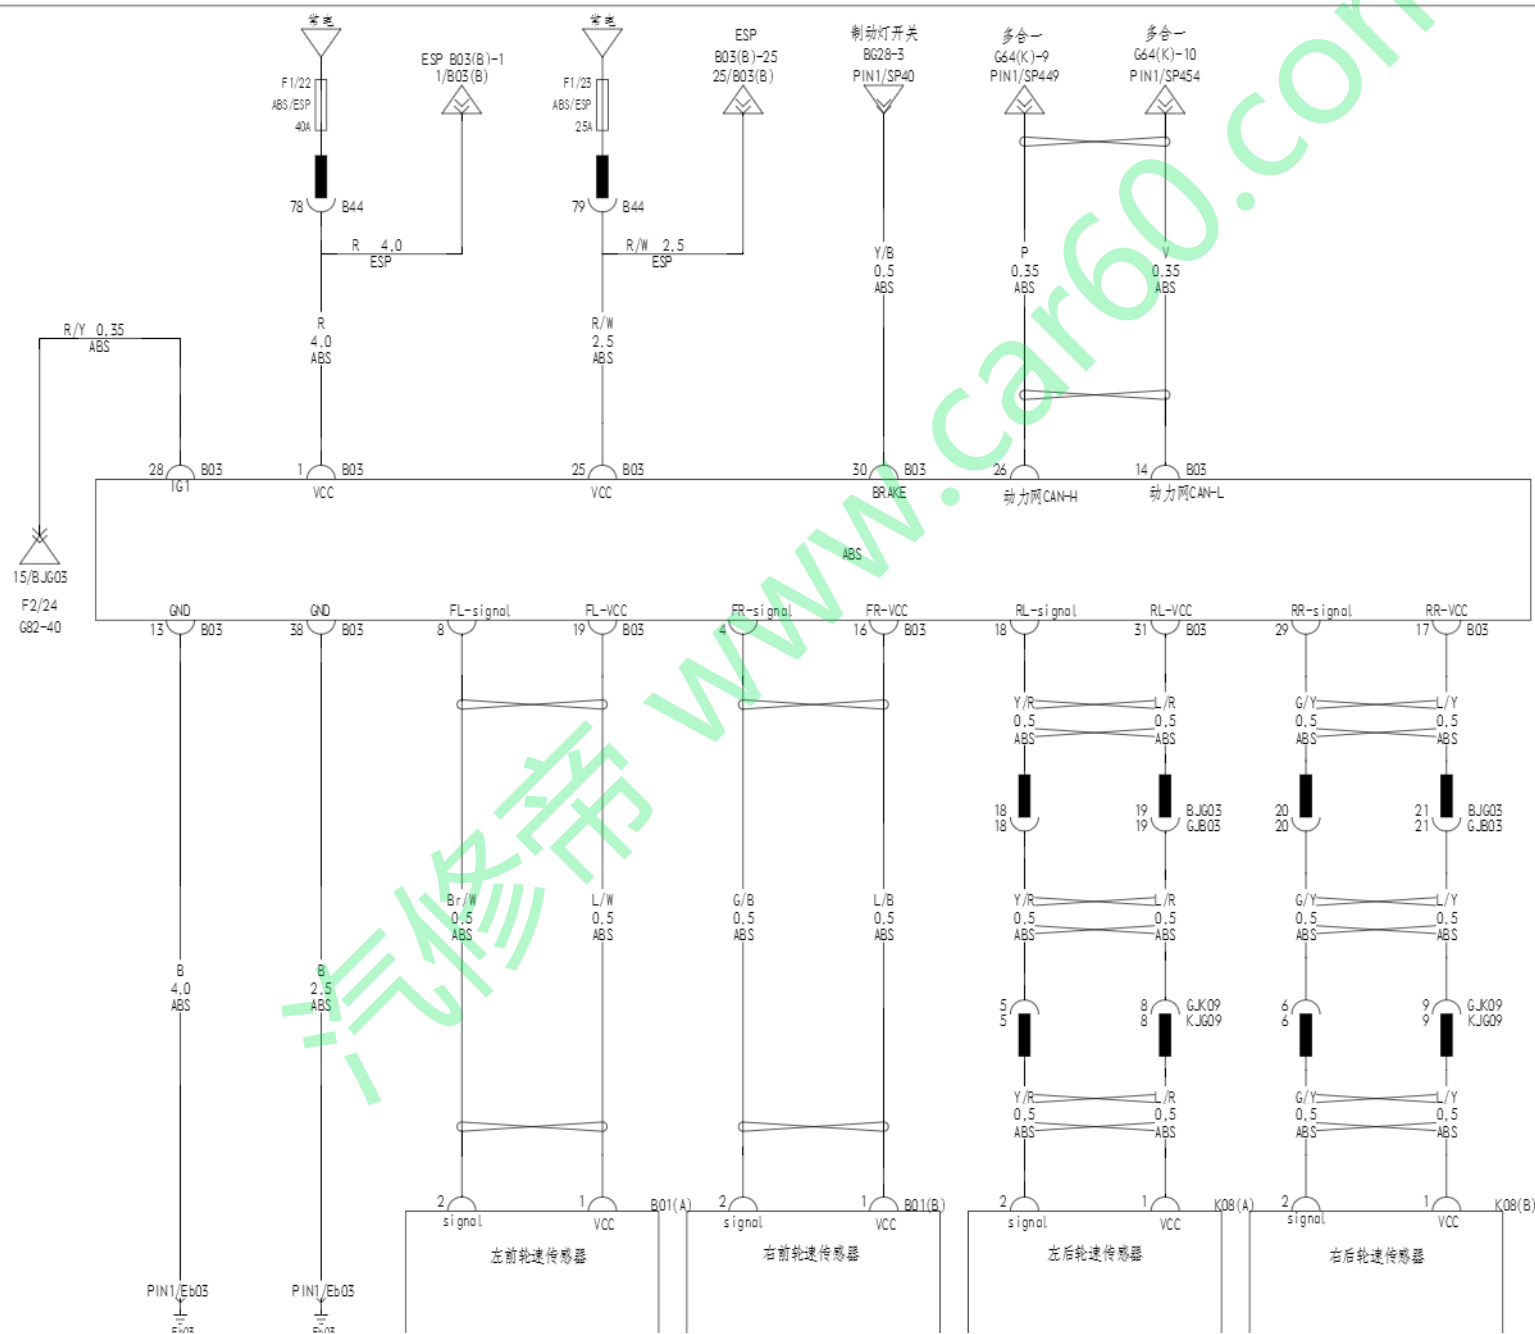 常电
常电
制动灯开关
多合一
多合一
ESP B03(B)-1
1/B03(B)
ESP
B03(B)-25
25/B03(B)
BG28-3
PIN1/SP40
G64(K)-9
PIN1/SP449
G64(K)-10
PIN1/SP454
F1/22
ABS/ESP
40A
F1/23
ABS/ESP
25A
78 B44
79 B44
R 4.0
ESP
R/W 2.5
ESP
Y/B
0.5
ABS
P
0.35
ABS
V
0.35
ABS
R/Y 0.35
ABS
R
4.0
ABS
R/W
2.5
ABS
28 B03
1 B03
25 B03
30 B03
26
14 B03
IG1
VCC
VCC
BRAKE
动力网CAN-H
动力网CAN-L
ABS
15/BJG03
F2/24
G82-40
GND
GND
FL-signal
FL-VCC
FR-signal
FR-VCC
RL-signal
RL-VCC
RR-signal
RR-VCC
13 B03
38 B03
8
19 B03
4
16 B03
18
31 B03
29
17 B03
Y/R
0.5
ABS
L/R
0.5
ABS
G/Y
0.5
ABS
L/Y
0.5
ABS
18
18
19 BJG03
19 GJB03
20
20
21 BJG03
21 GJB03
Br/W
0.5
ABS
L/W
0.5
ABS
G/B
0.5
ABS
L/B
0.5
ABS
Y/R
0.5
ABS
L/R
0.5
ABS
G/Y
0.5
ABS
L/Y
0.5
ABS
B
4.0
ABS
B
2.5
ABS
5
5
8 GJK09
8 KJG09
6
6
9 GJK09
9 KJG09
Y/R
0.5
ABS
L/R
0.5
ABS
G/Y
0.5
ABS
L/Y
0.5
ABS
2
1 B01(A)
2
1 B01(B)
2
1 K08(A)
2
1 K08(B)
signal
VCC
signal
VCC
signal
VCC
signal
VCC
左前轮速传感器
右前轮速传感器
左后轮速传感器
右后轮速传感器
PIN1/Eb03
PIN1/Eb03
Eb03
Eb03
汽修帝 www.car60.com